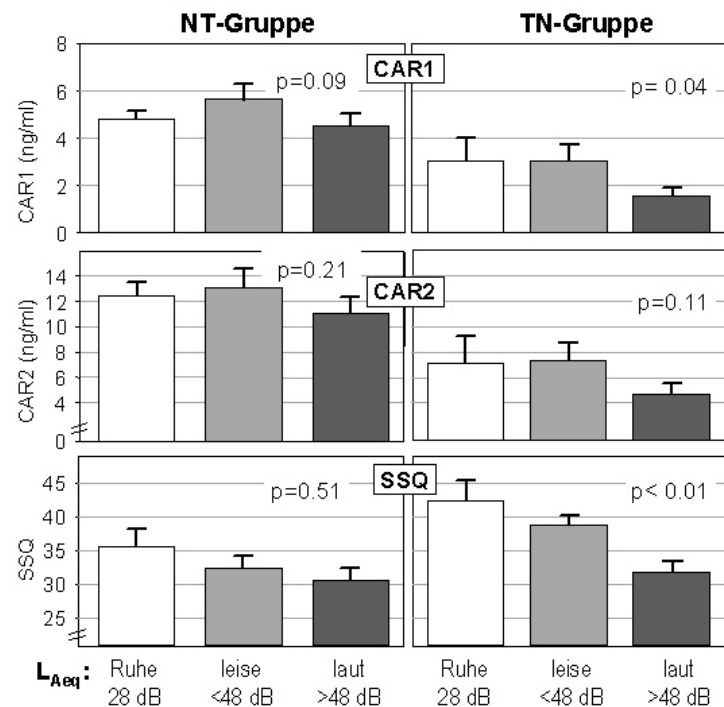 NT-Gruppe TN-Gruppe
CAR1
p=0.09 p= 0.04
CAR1 (ng/ml)
8
6
4
2
0
CAR2
p=0.21 p=0.11
CAR2 (ng/ml)
14
12
10
8
6
4
0
SSQ
p=0.51 p< 0.01
SSQ
45
40
35
30
25
LAeq: Ruhe leise laut Ruhe leise laut
28 dB <48 dB >48 dB 28 dB <48 dB >48 dB